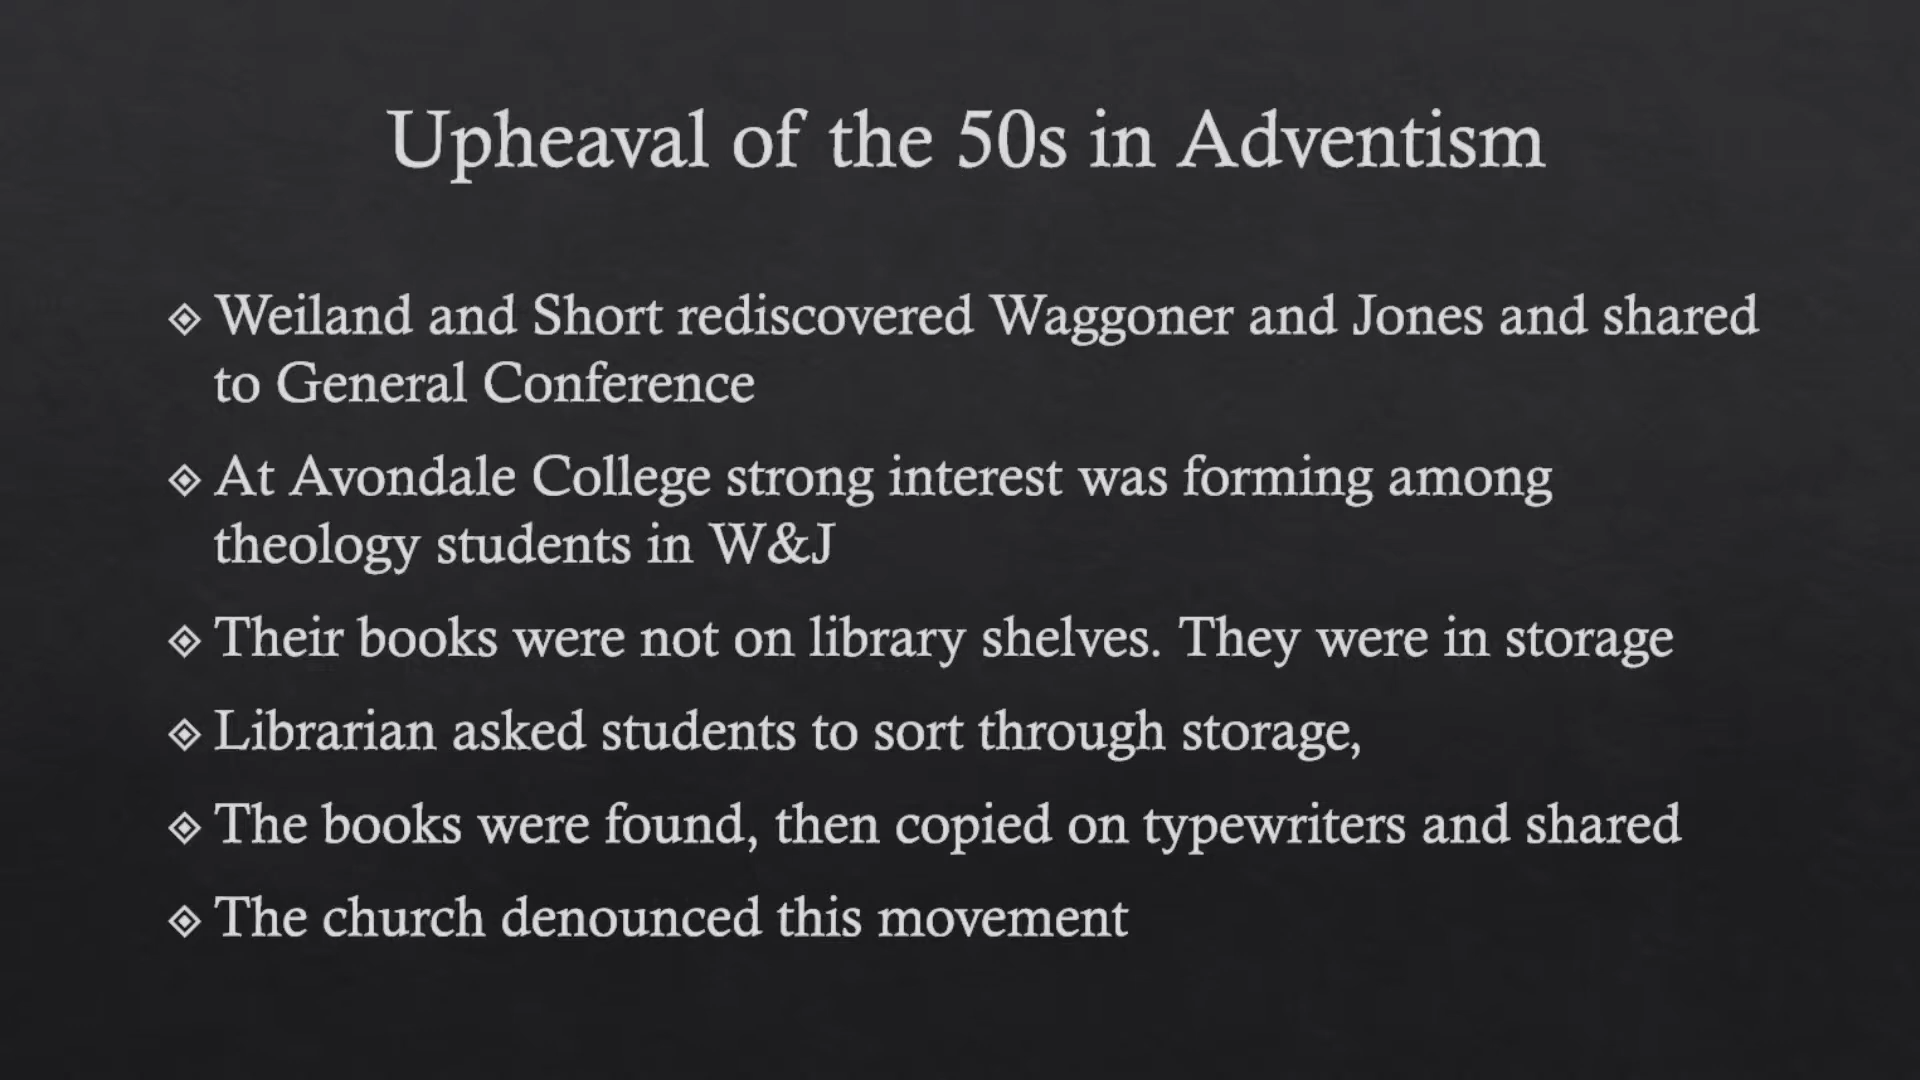 Upheaval of the 50s in Adventism
Weiland and Short rediscovered Waggoner and Jones and shared
to General Conference
At Avondale College strong interest was forming among
theology students in W&J
Their books were not on library shelves. They were in storage
Librarian asked students to sort through storage,
The books were found, then copied on typewriters and shared
The church denounced this movement